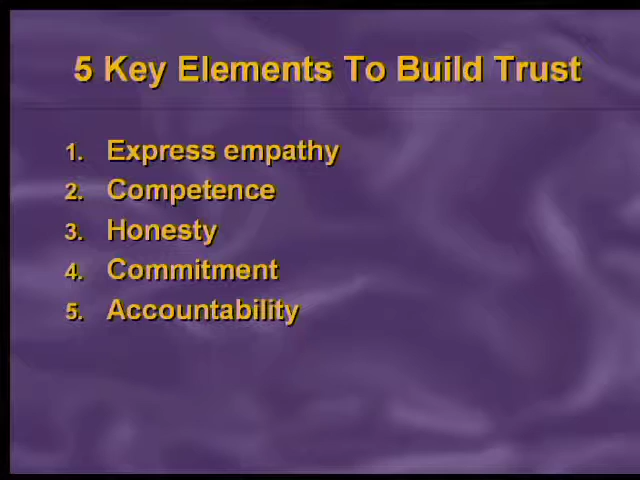 5 Key Elements To Build Trust
1. Express empathy
2. Competence
3. Honesty
4. Commitment
5. Accountability